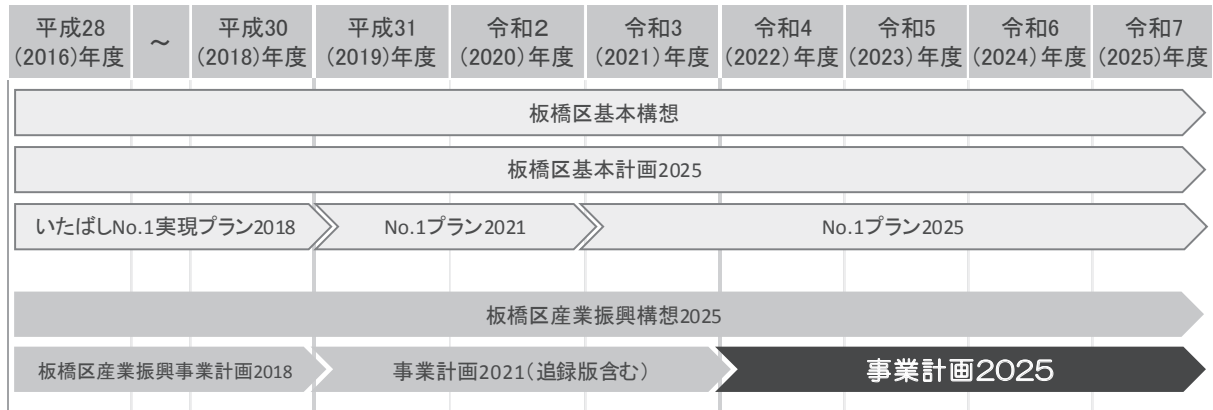 平成28 ～ 平成30 平成31 令和2 令和3 令和4 令和5 令和6 令和7
(2016)年度 (2018)年度 (2019)年度 (2020)年度 (2021)年度 (2022)年度 (2023)年度 (2024)年度 (2025)年度
板橋区基本構想
板橋区基本計画2025
いたばしNo.1実現プラン2018 No.1プラン2021 No.1プラン2025
板橋区産業振興構想2025
板橋区産業振興事業計画2018 事業計画2021(追録版含む) 事業計画2025